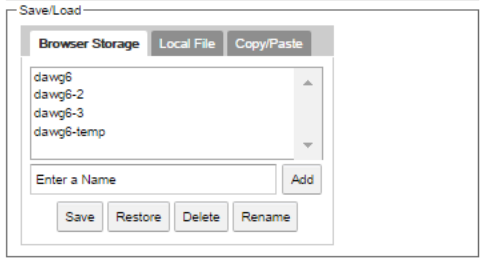 Save/Load
Browser Storage Local File Copy/Paste
dawg6
dawg6-2
dawg6-3
dawg6-temp
Enter a Name Add
Save Restore Delete Rename